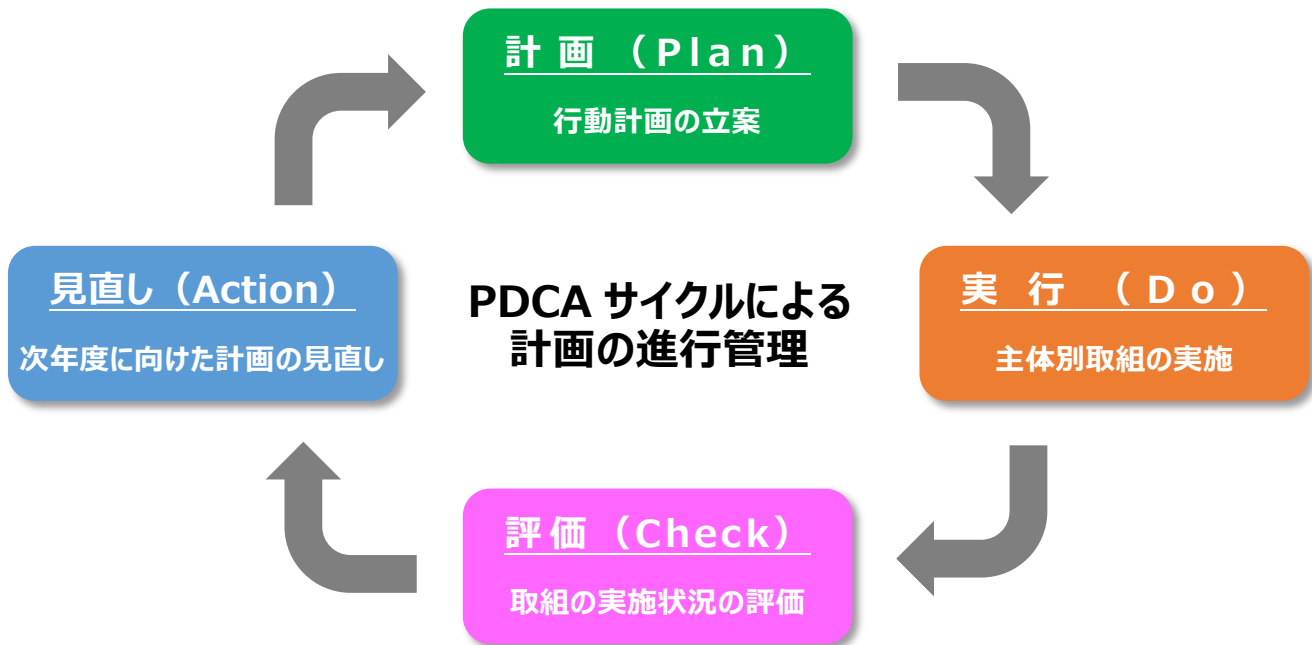 計画（Plan）
行動計画の立案
見直し（Action）
次年度に向けた計画の見直し
PDCA サイクルによる
計画の進行管理
実行（Do）
主体別取組の実施
評価（Check）
取組の実施状況の評価